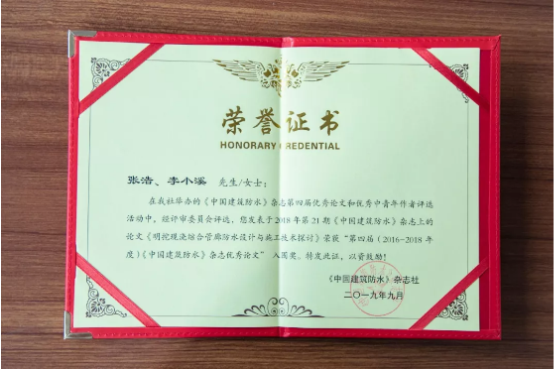 荣誉证书
HONORARY CREDENTIAL
张浩、李小溪 先生/女士：
在我社举办的《中国建筑防水》杂志第四届优秀论文和优秀中青年作者评选
活动中，经评审委员会评选，您发表于2018年第21期《中国建筑防水》杂志上的
论文《明挖现浇综合管廊防水设计与施工技术探讨》荣获“第四届（2016-2018年
度）《中国建筑防水》杂志优秀论文”入围奖。特发此证，以资鼓励！
《中国建筑防水》杂志社
二〇一九年九月